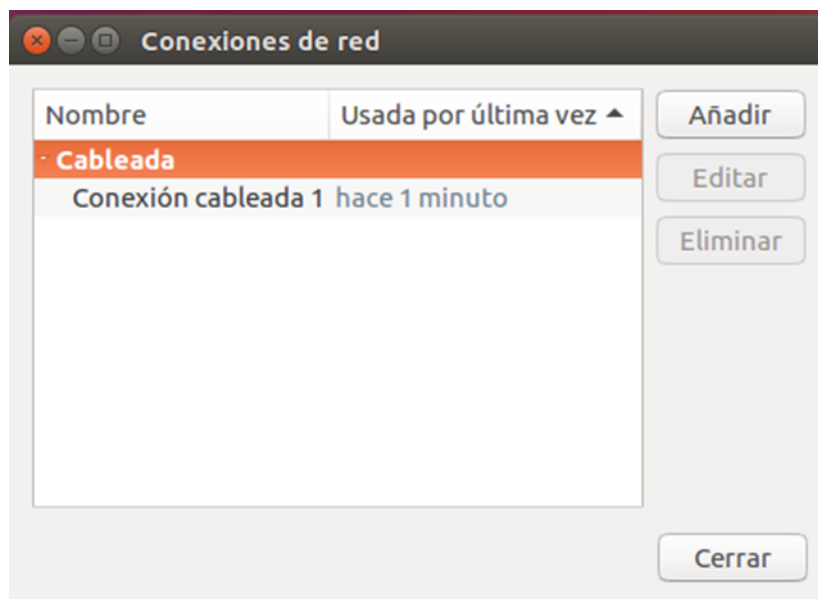 Conexiones de red
Nombre Usada por última vez Añadir
Cableada
Editar
Conexión cableada 1 hace 1 minuto
Eliminar
Cerrar